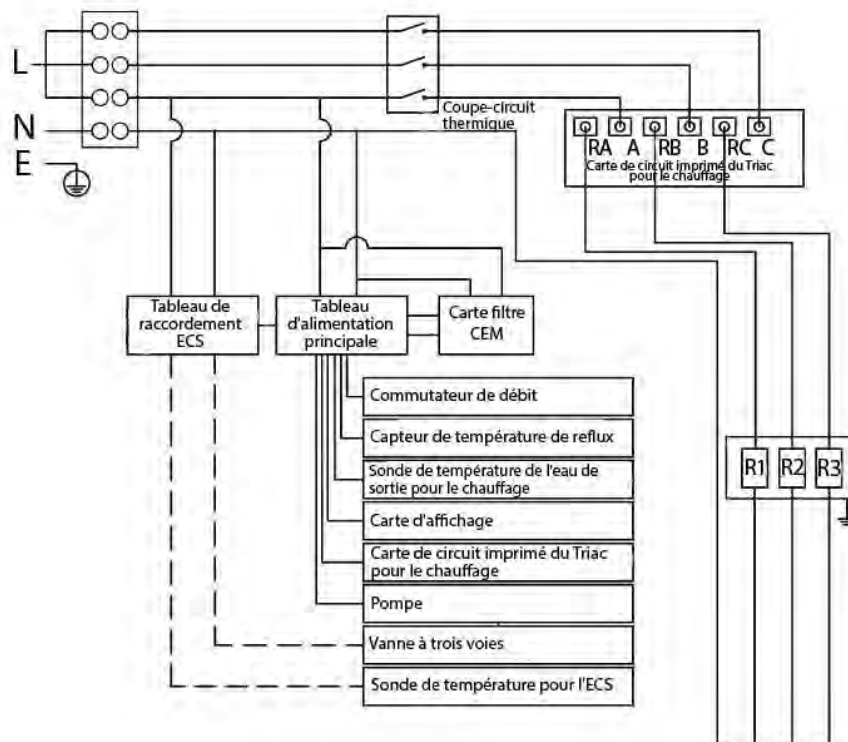 L
N
E
Coupe-circuit
thermique
RA A RB B RC C
Carte de circuit imprimé du Triac
pour le chauffage
Tableau de
raccordement
ECS
Tableau
d'alimentation
principale
Carte filtre
CEM
Commutateur de débit
Capteur de température de reflux
Sonde de température de l'eau de
sortie pour le chauffage
Carte d'affichage
Carte de circuit imprimé du Triac
pour le chauffage
Pompe
Vanne à trois voies
Sonde de température pour l'ECS
R1 R2 R3